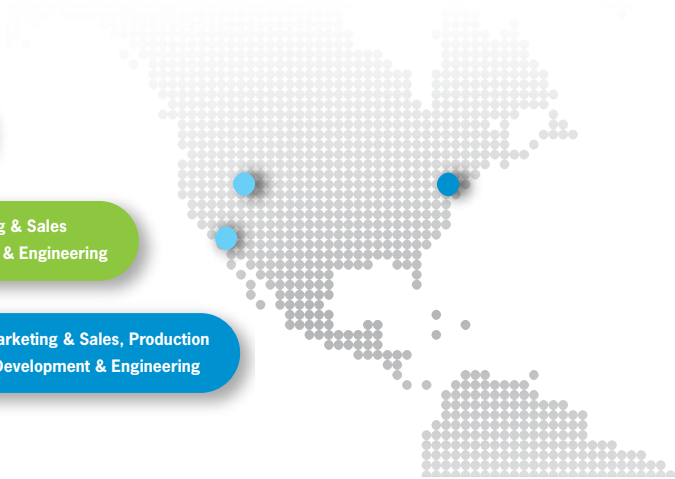 g & Sales
& Engineering
arketing & Sales, Production
Development & Engineering